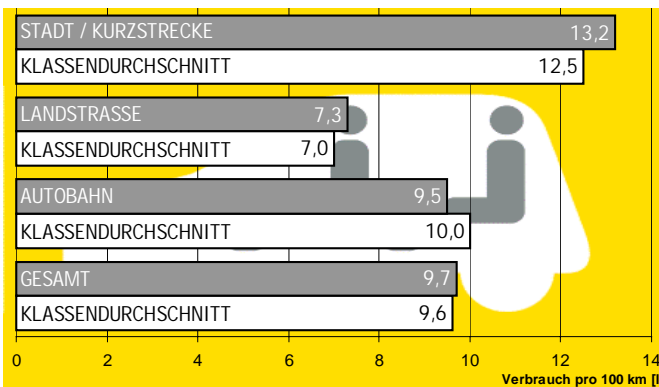 STADT / KURZSTRECKE 13,2
KLASSENDURCHSCHNITT 12,5
LANDSTRASSE 7,3
KLASSENDURCHSCHNITT 7,0
AUTOBAHN 9,5
KLASSENDURCHSCHNITT 10,0
GESAMT 9,7
KLASSENDURCHSCHNITT 9,6
0 2 4 6 8 10 12 14
Verbrauch pro 100 km [l